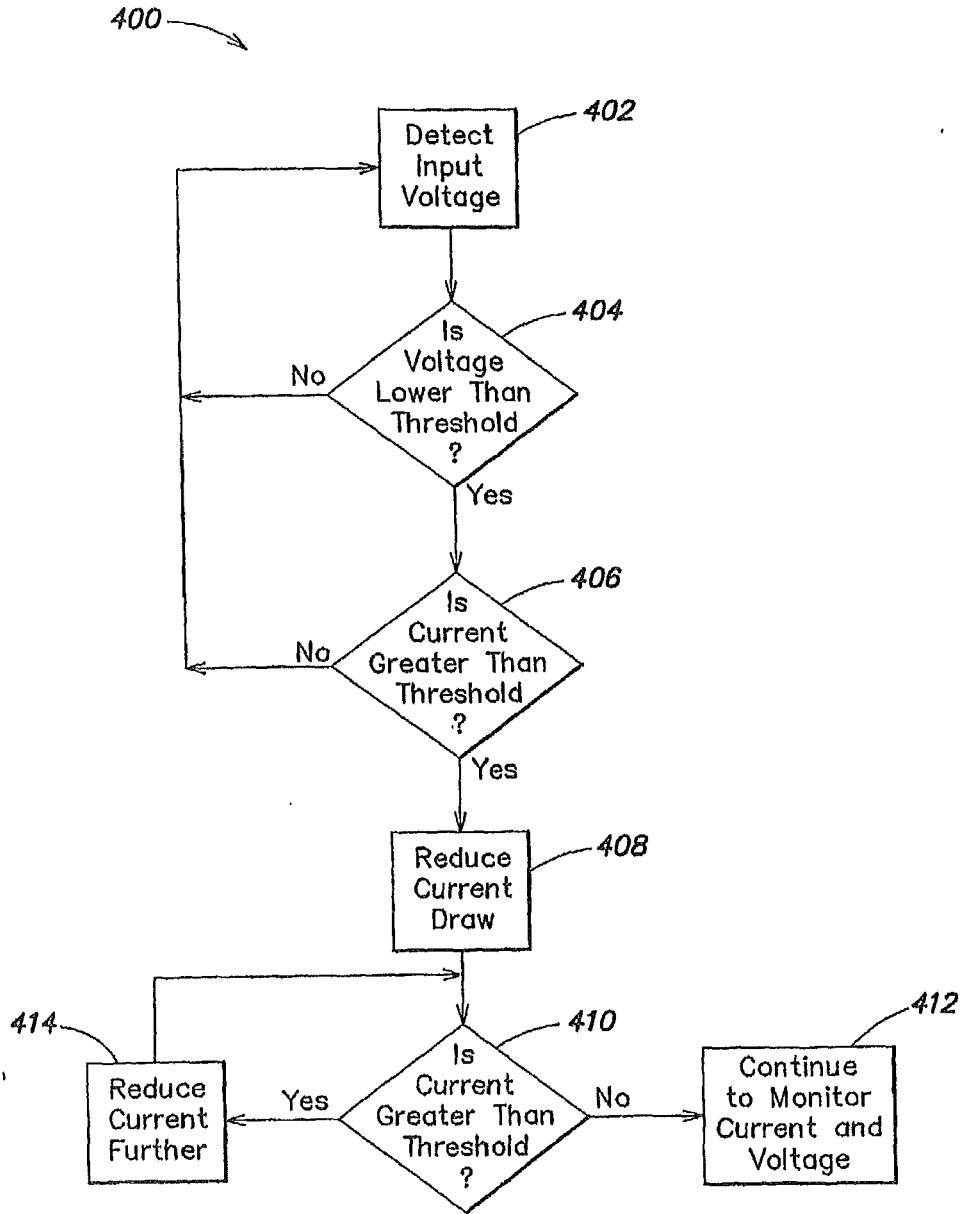 400
402
Detect
Input
Voltage
404
Is
Voltage
Lower Than
Threshold
?
No
Yes
406
Is
Current
Greater Than
Threshold
?
No
Yes
408
Reduce
Current
Draw
410
Is
Current
Greater Than
Threshold
?
Yes
No
414
Reduce
Current
Further
412
Continue
to Monitor
Current and
Voltage